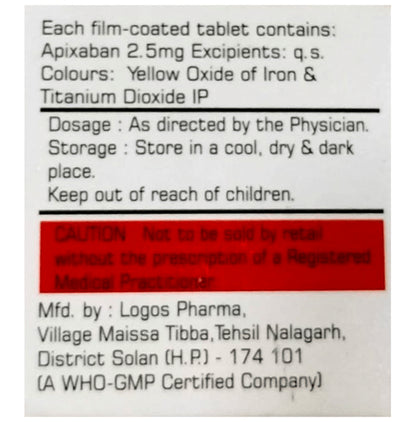 Each film-coated tablet contains:
Apixaban 2.5mg Excipients: q.s.
Colours: Yellow Oxide of Iron &
Titanium Dioxide IP
Dosage : As directed by the Physician.
Storage : Store in a cool, dry & dark
place.
Keep out of reach of children.
CAUTION Not to be sold by retail
without the prescription of a Registered
Medical Practitioner
Mfd. by : Logos Pharma,
Village Maissa Tibba,Tehsil Nalagarh,
District Solan (H.P.) - 174 101
(A WHO-GMP Certified Company)